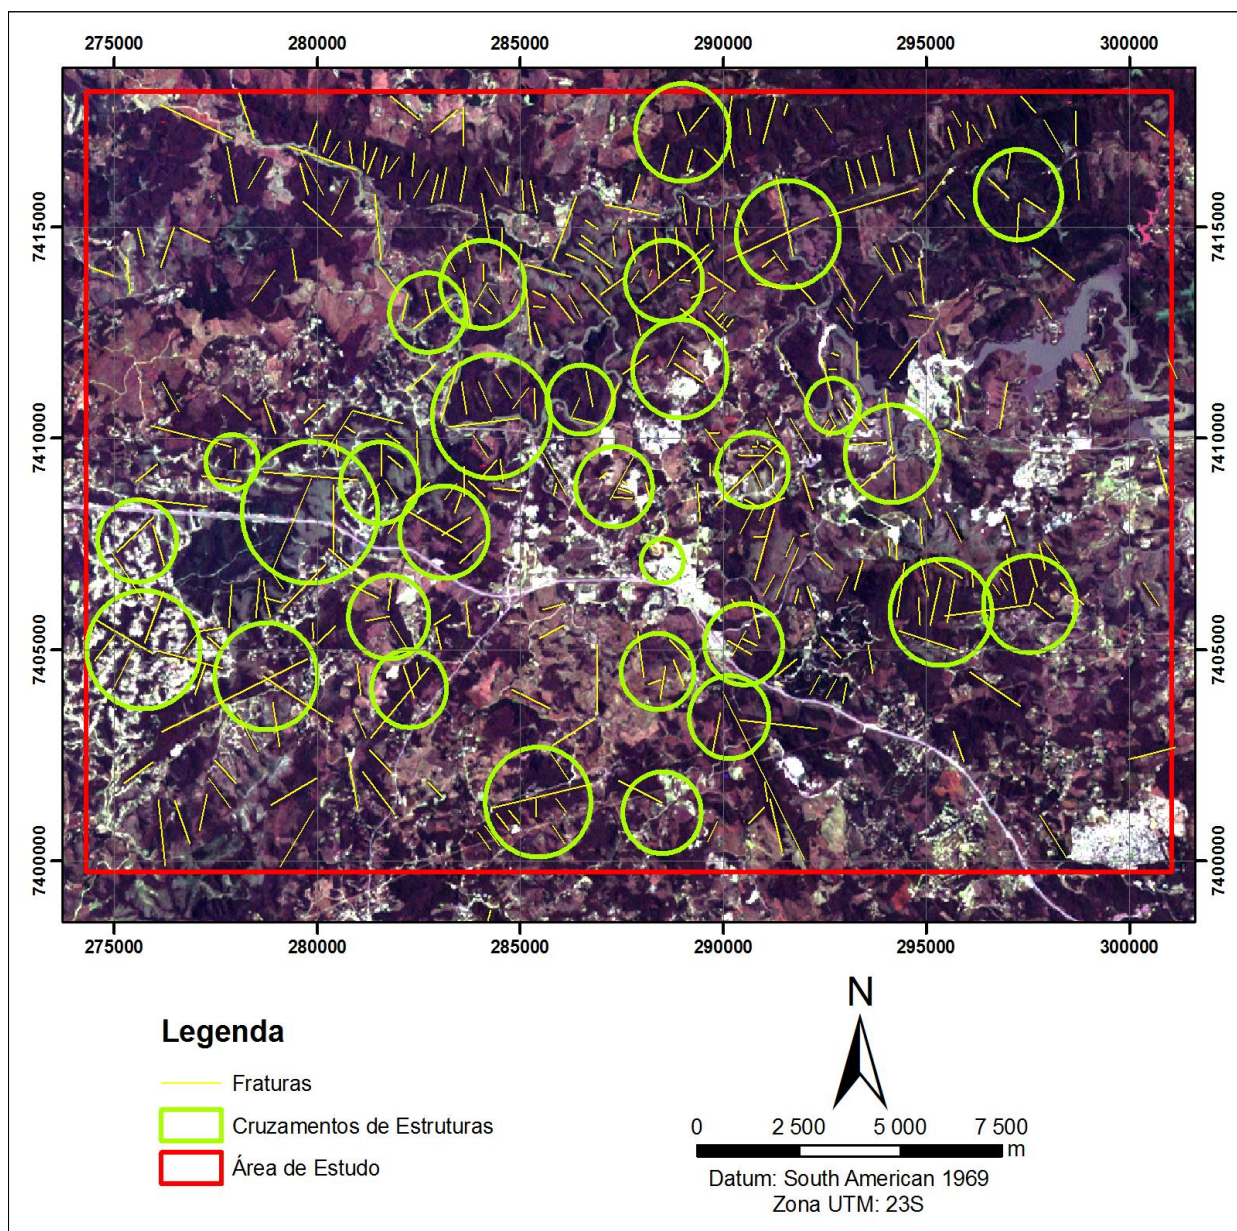 275000 280000 285000 290000 295000 300000
7415000 7415000
7410000 7410000
7405000 7405000
7400000 7400000
275000 280000 285000 290000 295000 300000
Legenda
Fraturas
Cruzamentos de Estruturas
Área de Estudo
N
0 2 500 5 000 7 500
m
Datum: South American 1969
Zona UTM: 23S